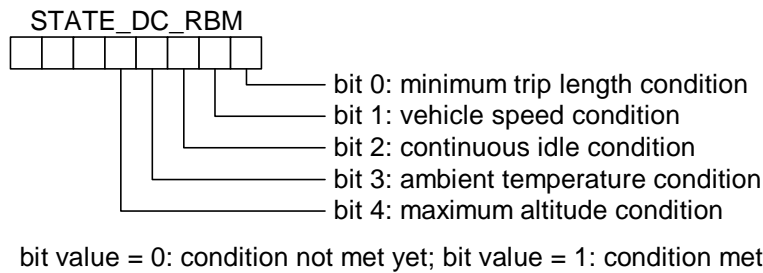 STATE_DC_RBM
bit 0: minimum trip length condition
bit 1: vehicle speed condition
bit 2: continuous idle condition
bit 3: ambient temperature condition
bit 4: maximum altitude condition
bit value = 0: condition not met yet; bit value = 1: condition met